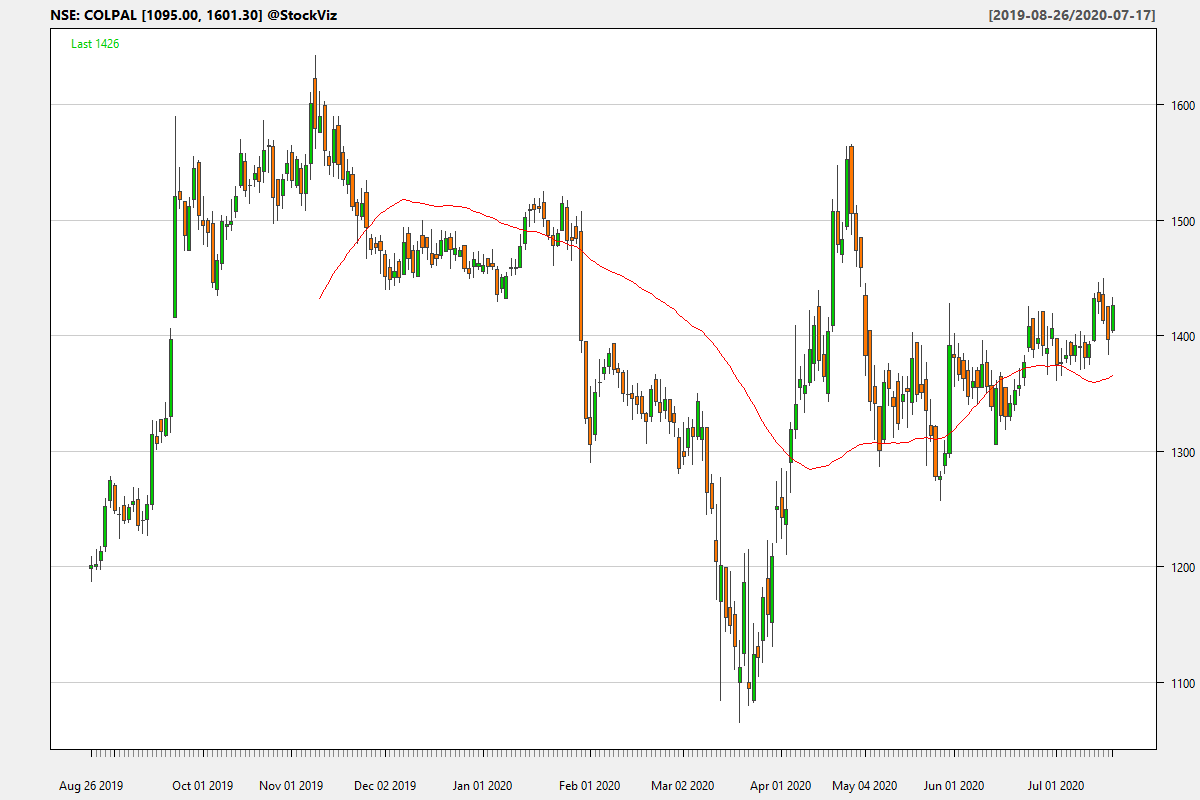 NSE: COLPAL [1095.00, 1601.30] @StockViz [2019-08-26/2020-07-17]
Last 1426
1600
1500
1400
1300
1200
1100
Aug 26 2019 Oct 01 2019 Nov 01 2019 Dec 02 2019 Jan 01 2020 Feb 01 2020 Mar 02 2020 Apr 01 2020 May 04 2020 Jun 01 2020 Jul 01 2020